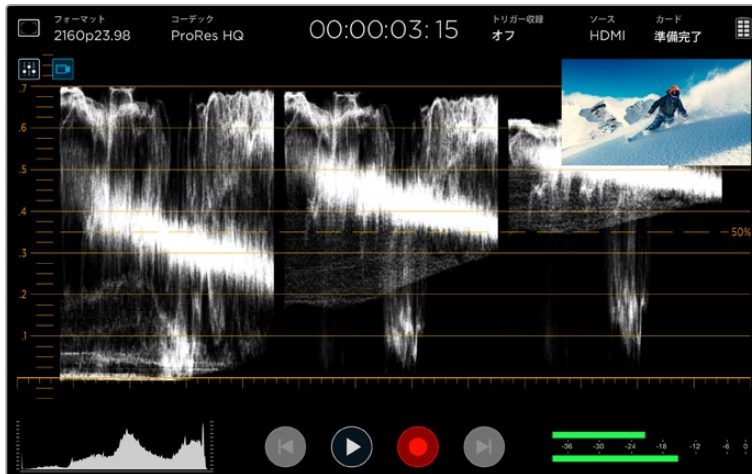 フォーマット コーデック トリガー収録 ソース カード
2160p23.98 ProRes HQ 00:00:03:15 オフ HDMI 準備完了
.7
.6
.5
.4
50%
.3
.2
.1
-36 -30 -24 -18 -12 -6 0